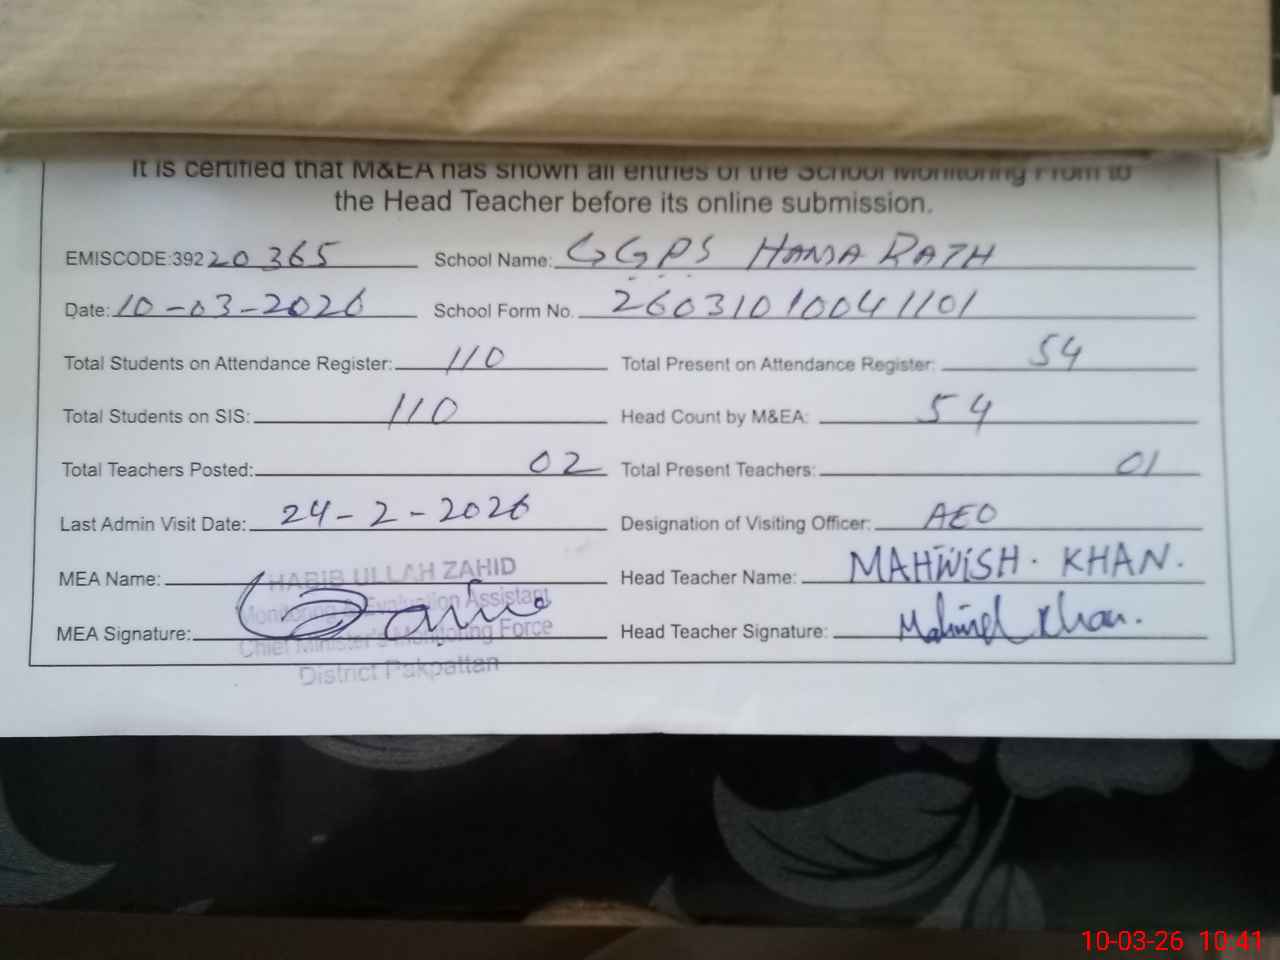 It is certified that M&EA has shown all entries of the School Monitoring From to
the Head Teacher before its online submission.
EMISCODE:39220365 School Name: GGPS HANJA RATH
Date: 10-03-2026 School Form No. 26031010041101
Total Students on Attendance Register: 110 Total Present on Attendance Register: 54
Total Students on SIS: 110 Head Count by M&EA: 54
Total Teachers Posted: 02 Total Present Teachers: 01
Last Admin Visit Date: 24-2-2026 Designation of Visiting Officer: AEO
MEA Name: HABIB ULLAH ZAHID Head Teacher Name: MAHWISH. KHAN.
Monitoring & Evaluation Assistant
MEA Signature: Head Teacher Signature: Khan.
Chief Minister's Monitoring Force
District Pakpattan
10-03-26 10:41